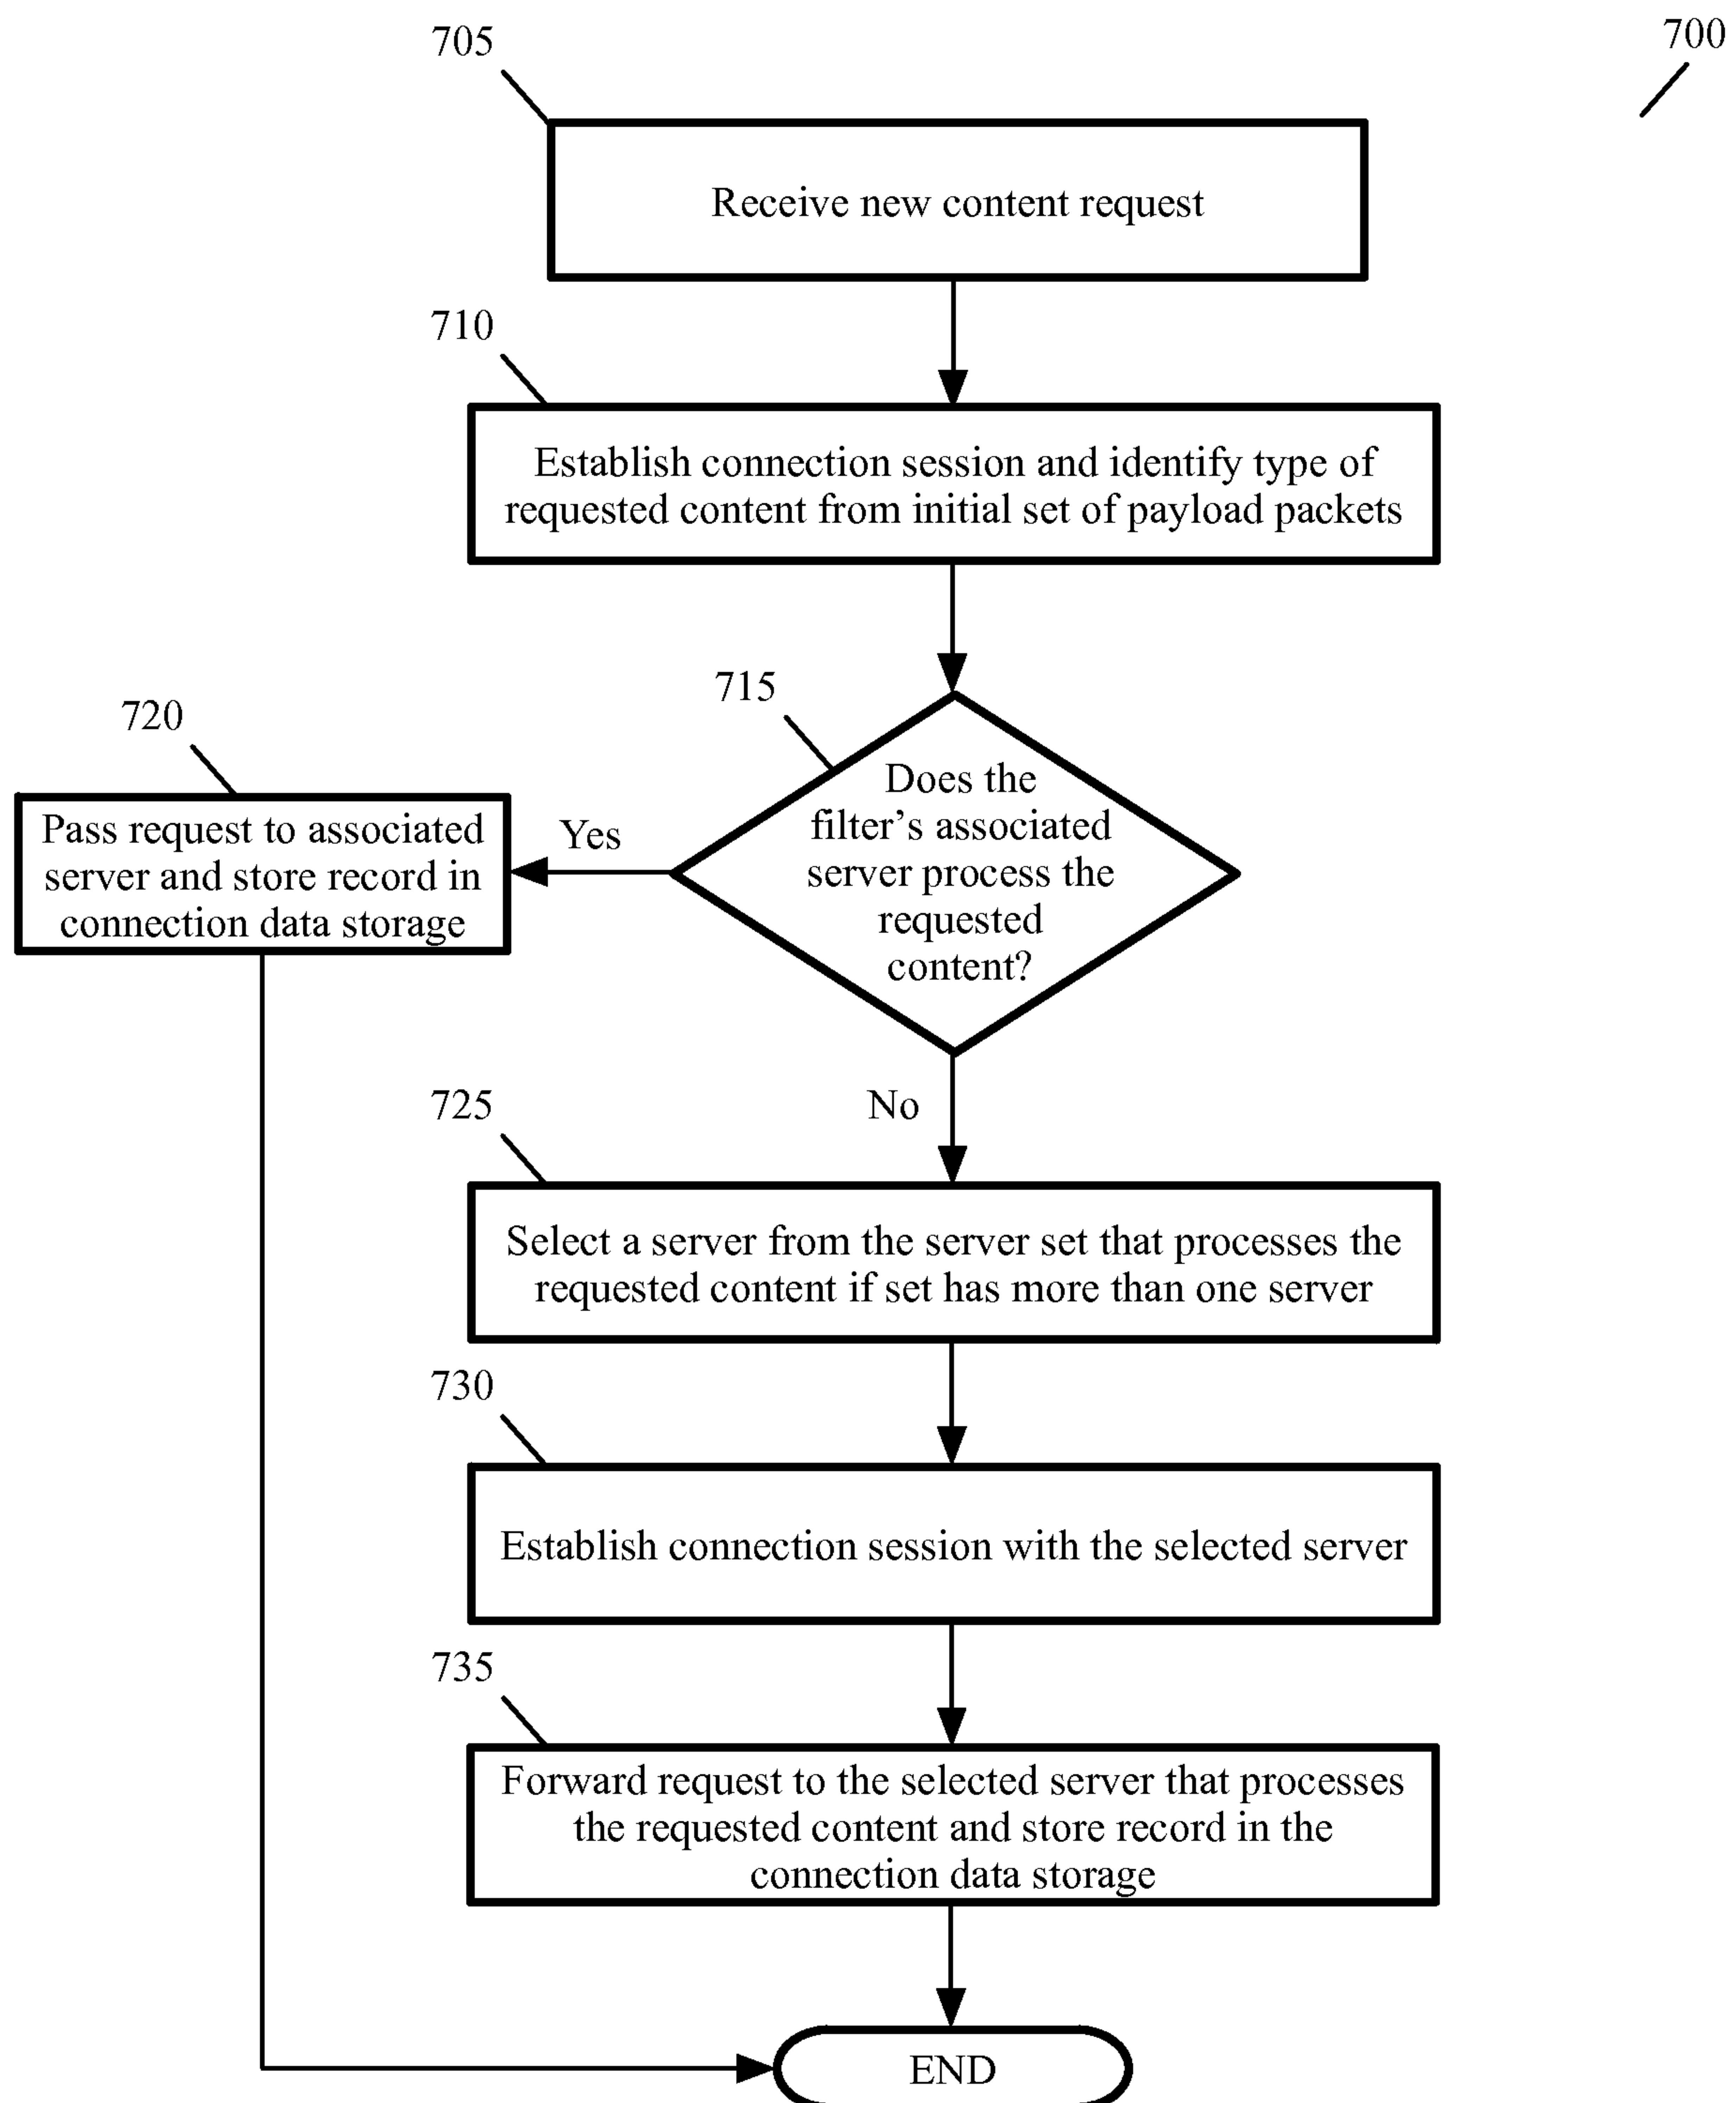 700
705
Receive new content request
710
Establish connection session and identify type of
requested content from initial set of payload packets
715
Does the
filter’s associated
server process the
requested
content?
720
Yes
Pass request to associated
server and store record in
connection data storage
No
725
Select a server from the server set that processes the
requested content if set has more than one server
730
Establish connection session with the selected server
735
Forward request to the selected server that processes
the requested content and store record in the
connection data storage
END